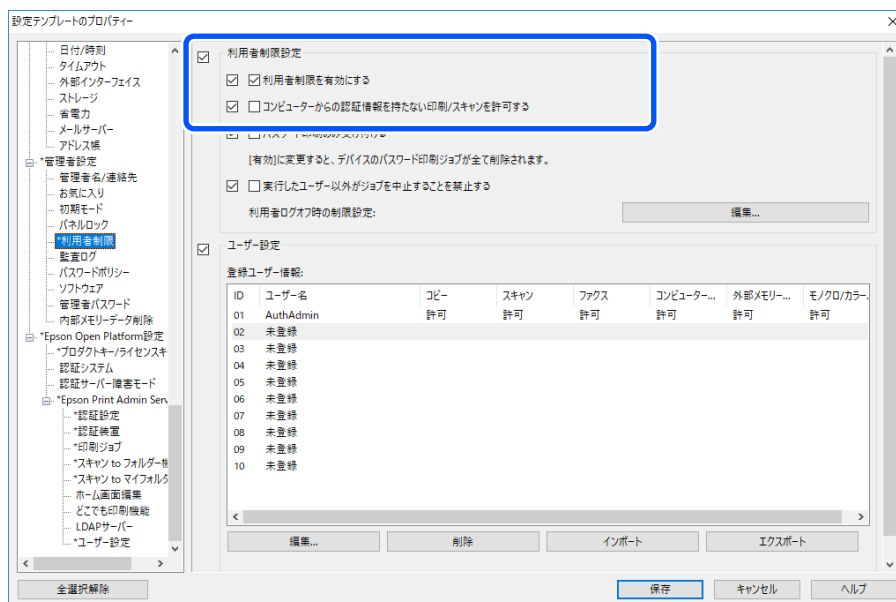 設定テンプレートのプロパティー
日付/時刻
タイムアウト
外部インターフェイス
ストレージ
省電力
メールサーバー
アドレス帳
*管理者設定
管理者名/連絡先
お気に入り
初期モード
パネルロック
*利用者制限
監査ログ
パスワードポリシー
ソフトウェア
管理者パスワード
内部メモリーデータ削除
*Epson Open Platform設定
*プロダクトキー/ライセンスキ
認証システム
認証サーバー障害モード
*Epson Print Admin Serv
*認証設定
*認証装置
*印刷ジョブ
*スキャン to フォルダー機
*スキャン to マイフォルダ
ホーム画面編集
どこでも印刷機能
LDAPサーバー
*ユーザー設定
全選択解除
利用者制限設定
利用者制限を有効にする
コンピューターからの認証情報を持たない印刷/スキャンを許可する
パスワード印刷のみ受け付ける
[有効]に変更すると、デバイスのパスワード印刷ジョブが全て削除されます。
実行したユーザー以外がジョブを中止することを禁止する
利用者ログオフ時の制限設定: 編集...
ユーザー設定
登録ユーザー情報:
ID ユーザー名 コピー スキャン ファクス コンピューター... 外部メモリー... モノクロ/カラー.
01 AuthAdmin 許可 許可 許可 許可 許可 許可
02 未登録
03 未登録
04 未登録
05 未登録
06 未登録
07 未登録
08 未登録
09 未登録
10 未登録
編集... 削除 インポート エクスポート
保存 キャンセル ヘルプ